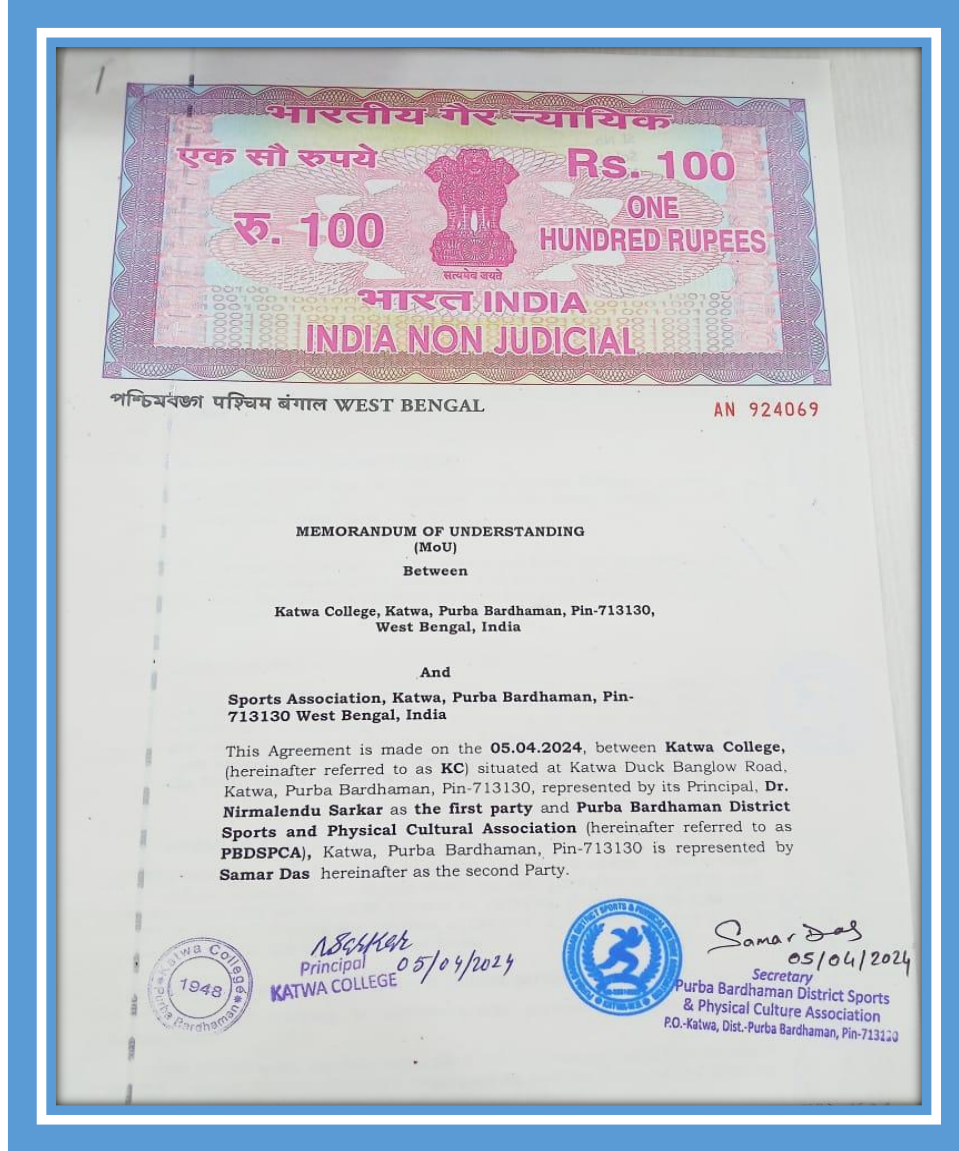 भारतीय गैर न्यायिक
एक सौ रुपये
Rs. 100
रु. 100
ONE
HUNDRED RUPEES
सत्यमेव जयते
भारत INDIA
INDIA NON JUDICIAL
পশ্চিমবঙ্গ पश्चिम बंगाल WEST BENGAL
AN 924069
MEMORANDUM OF UNDERSTANDING
(MoU)
Between
Katwa College, Katwa, Purba Bardhaman, Pin-713130,
West Bengal, India
And
Sports Association, Katwa, Purba Bardhaman, Pin-
713130 West Bengal, India
This Agreement is made on the 05.04.2024, between Katwa College,
(hereinafter referred to as KC) situated at Katwa Duck Banglow Road,
Katwa, Purba Bardhaman, Pin-713130, represented by its Principal, Dr.
Nirmalendu Sarkar as the first party and Purba Bardhaman District
Sports and Physical Cultural Association (hereinafter referred to as
PBDSPCA), Katwa, Purba Bardhaman, Pin-713130 is represented by
Samar Das hereinafter as the second Party.
Katwa College
Purba Bardhaman
1948
NSarkar
05/04/2024
Principal
KATWA COLLEGE
Samar Das
05/04/2024
Secretary
Purba Bardhaman District Sports
& Physical Culture Association
P.O.-Katwa, Dist.-Purba Bardhaman, Pin-713130